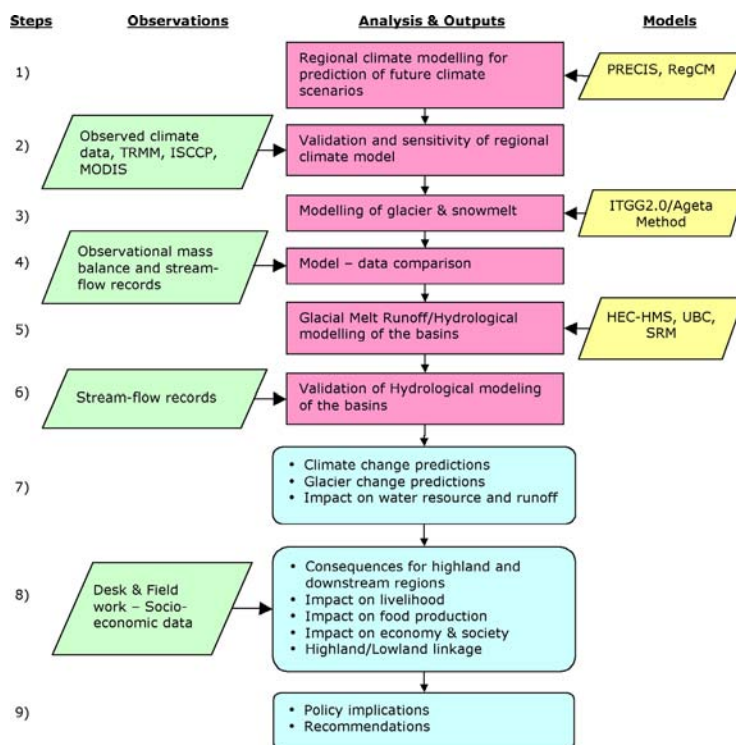 Steps Observations Analysis & Outputs Models
1)
Regional climate modelling for
prediction of future climate
scenarios
PRECIS, RegCM
2)
Observed climate
data, TRMM, ISCCP,
MODIS
Validation and sensitivity of regional
climate model
3)
Modelling of glacier & snowmelt
ITGG2.0/Ageta
Method
4)
Observational mass
balance and stream-
flow records
Model – data comparison
5)
Glacial Melt Runoff/Hydrological
modelling of the basins
HEC-HMS, UBC,
SRM
6)
Stream-flow records
Validation of Hydrological modeling
of the basins
7)
• Climate change predictions
• Glacier change predictions
• Impact on water resource and runoff
8)
Desk & Field
work – Socio-
economic data
• Consequences for highland and
downstream regions
• Impact on livelihood
• Impact on food production
• Impact on economy & society
• Highland/Lowland linkage
9)
• Policy implications
• Recommendations